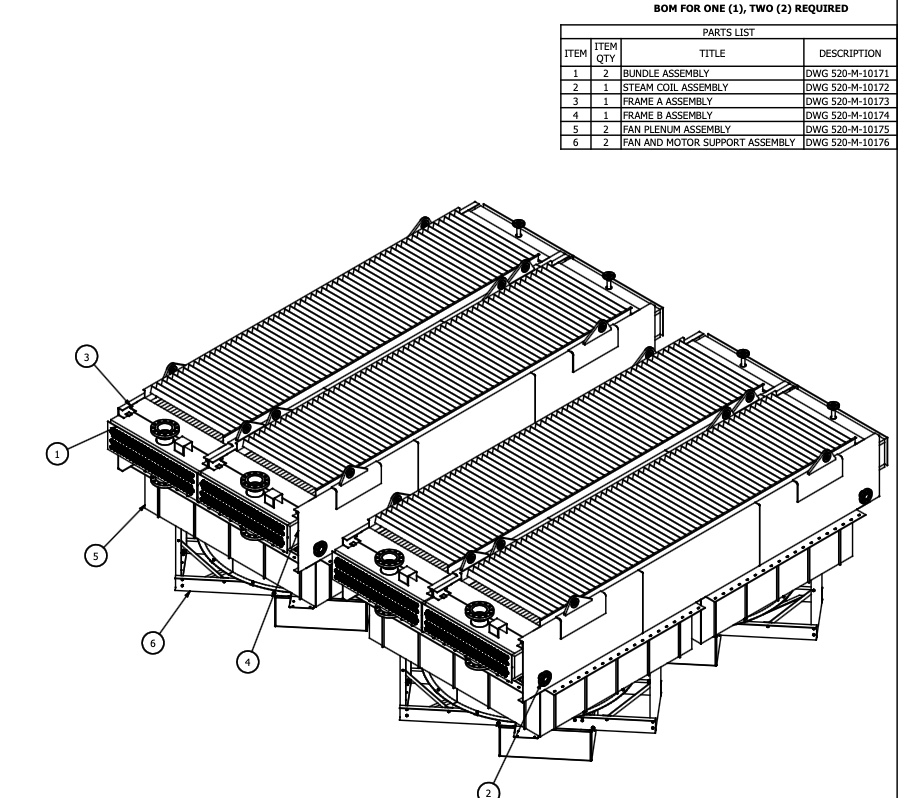 BOM FOR ONE (1), TWO (2) REQUIRED
PARTS LIST
ITEM ITEM QTY TITLE DESCRIPTION
1 2 BUNDLE ASSEMBLY DWG 520-M-10171
2 1 STEAM COIL ASSEMBLY DWG 520-M-10172
3 1 FRAME A ASSEMBLY DWG 520-M-10173
4 1 FRAME B ASSEMBLY DWG 520-M-10174
5 2 FAN PLENUM ASSEMBLY DWG 520-M-10175
6 2 FAN AND MOTOR SUPPORT ASSEMBLY DWG 520-M-10176
3
1
5
6
4
2